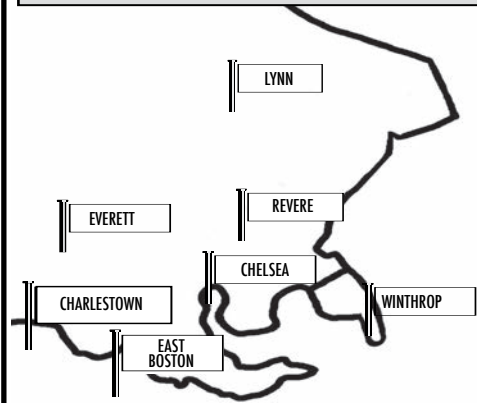 LYNN
REVERE
EVERETT
CHELSEA
CHARLESTOWN
WINTHROP
EAST
BOSTON